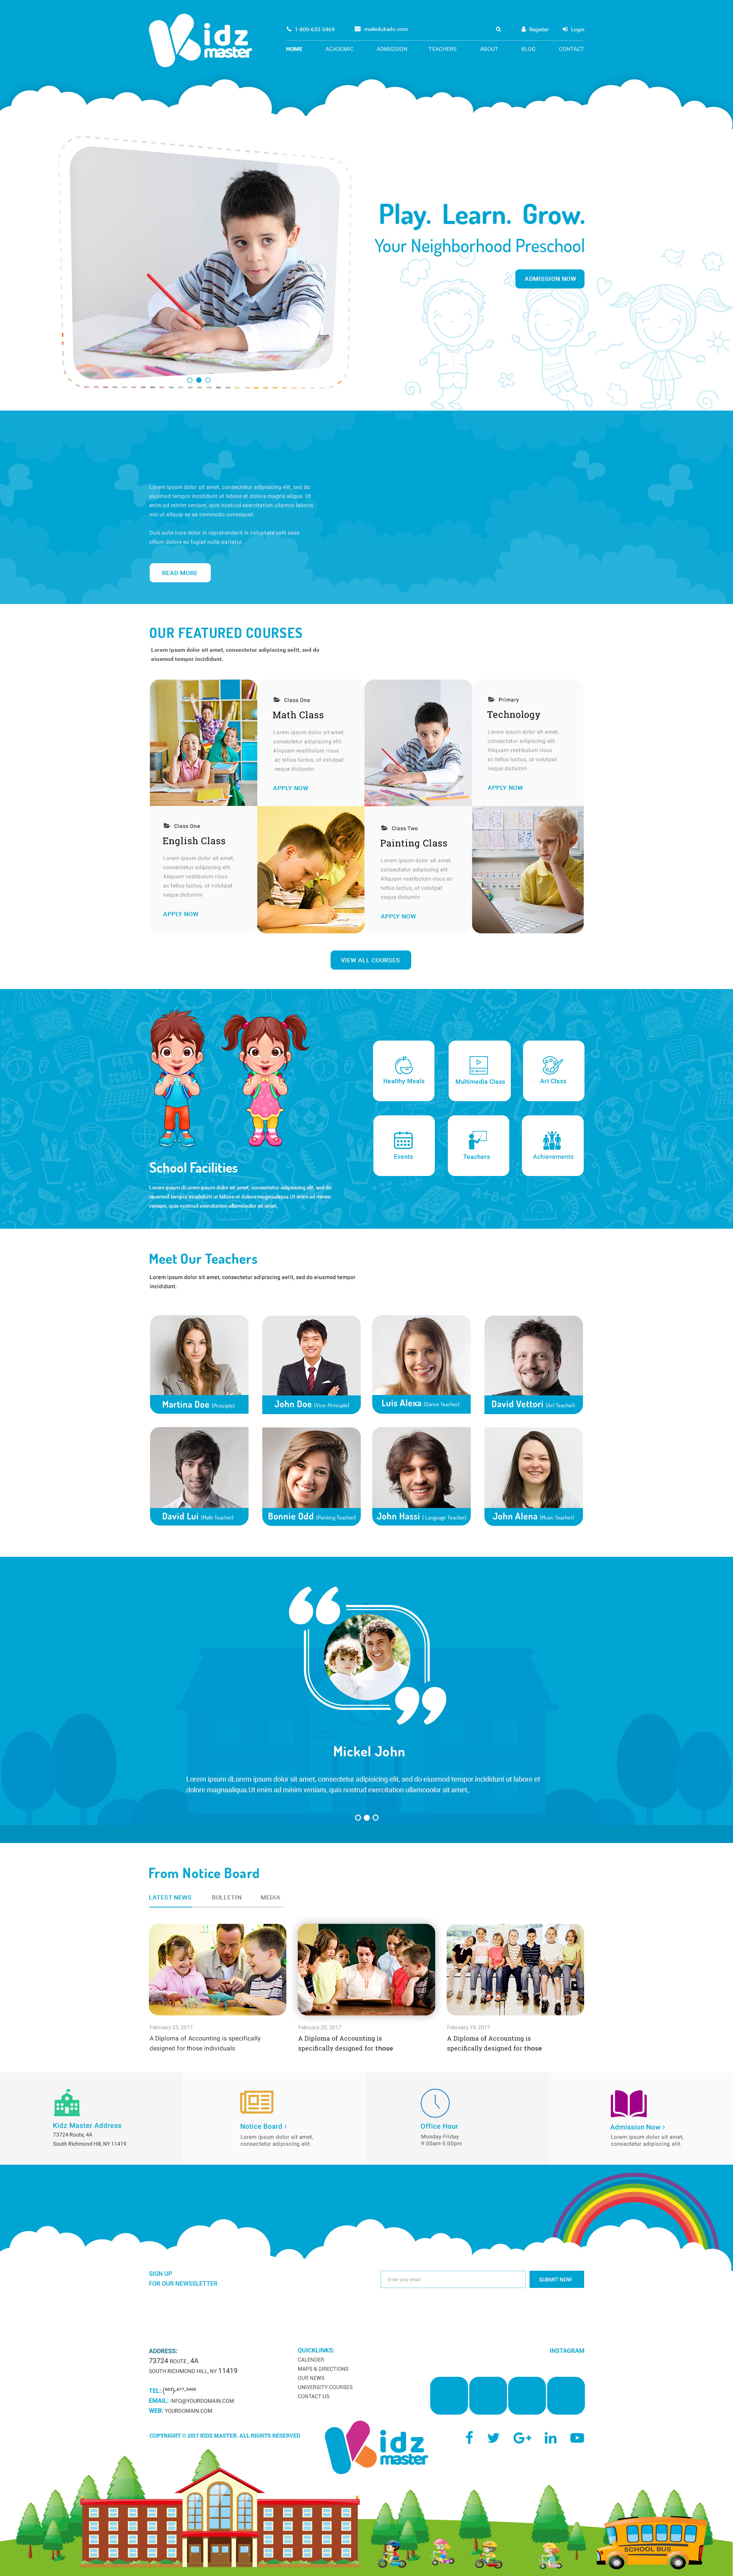 Kidz
master
1-800-633-3469
mailedukado.com
Register
Login
HOME
ACADEMIC
ADMISSION
TEACHERS
ABOUT
BLOG
CONTACT
Play. Learn. Grow.
Your Neighborhood Preschool
ADMISSION NOW
Lorem ipsum dolor sit amet, consectetur adipisicing elit, sed do
eiusmod tempor incididunt ut labore et dolore magna aliqua. Ut
enim ad minim veniam, quis nostrud exercitation ullamco laboris
nisi ut aliquip ex ea commodo consequat.
Duis aute irure dolor in reprehenderit in voluptate velit esse
cillum dolore eu fugiat nulla pariatur.
READ MORE
OUR FEATURED COURSES
Lorem ipsum dolor sit amet, consectetur adipiscing aelit, sed do
eiusmod tempor incididunt.
Class One
Math Class
Lorem ipsum dolor sit amet,
consectetur adipiscing elit.
Aliquam vestibulum risus
ac tellus luctus, ut volutpat
neque dictumin
APPLY NOW
Primary
Technology
Lorem ipsum dolor sit amet,
consectetur adipiscing elit.
Aliquam vestibulum risus
ac tellus luctus, ut volutpat
neque dictumin
APPLY NOW
Class One
English Class
Lorem ipsum dolor sit amet,
consectetur adipiscing elit.
Aliquam vestibulum risus
ac tellus luctus, ut volutpat
neque dictumin
APPLY NOW
Class Two
Painting Class
Lorem ipsum dolor sit amet,
consectetur adipiscing elit.
Aliquam vestibulum risus ac
tellus luctus, ut volutpat
neque dictumin
APPLY NOW
VIEW ALL COURSES
BACK
SCHOOL
Healthy Meals
Multimedia Class
Art Class
Events
Teachers
Achievements
School Facilities
Lorem ipsum dLorem ipsum dolor sit amet, consectetur adipisicing elit, sed do
eiusmod tempor incididunt ut labore et dolore magnaaliqua.Ut enim ad minim
veniam, quis nostrud exercitation ullamcolor sit amet,
Meet Our Teachers
Lorem ipsum dolor sit amet, consectetur adipiscing aelit, sed do eiusmod tempor
incididunt.
Martina Doe (Principle)
John Doe (Vice-Principle)
Luis Alexa (Dance Teacher)
David Vettori (Art Teacher)
David Lui (Math Teacher)
Bonnie Odd (Painting Teacher)
John Hassi ( Language Teacher)
John Alena (Music Teacher)
Mickel John
Lorem ipsum dLorem ipsum dolor sit amet, consectetur adipisicing elit, sed do eiusmod tempor incididunt ut labore et
dolore magnaaliqua.Ut enim ad minim veniam, quis nostrud exercitation ullamcolor sit amet,
From Notice Board
LATEST NEWS
BULLETIN
MEDIA
February 25, 2017
A Diploma of Accounting is specifically
designed for those individuals
February 20, 2017
A Diploma of Accounting is
specifically designed for those
February 19, 2017
A Diploma of Accounting is
specifically designed for those
Kidz Master Address
73724 Route, 4A
South Richmond Hill, NY 11419
Notice Board >
Lorem ipsum dolor sit amet,
consectetur adipiscing elit.
Office Hour
Monday-Friday
9:00am-5:00pm
Admission Now >
Lorem ipsum dolor sit amet,
consectetur adipiscing elit.
SIGN UP
FOR OUR NEWSSLETTER
Enter your email
SUBMIT NOW
ADDRESS:
73724 ROUTE , 4A
SOUTH RICHMOND HILL, NY 11419
EMAIL: INFO@YOURDOMAIN.COM
WEB: YOURDOMAIN.COM
QUICKLINKS:
CALENDER
MAPS & DIRECTIONS
OUR NEWS
UNIVERSITY COURSES
CONTACT US
INSTAGRAM
COPYRIGHT © 2017 KIDZ MASTER. ALL RIGHTS RESERVED
Kidz
master
SCHOOL BUS